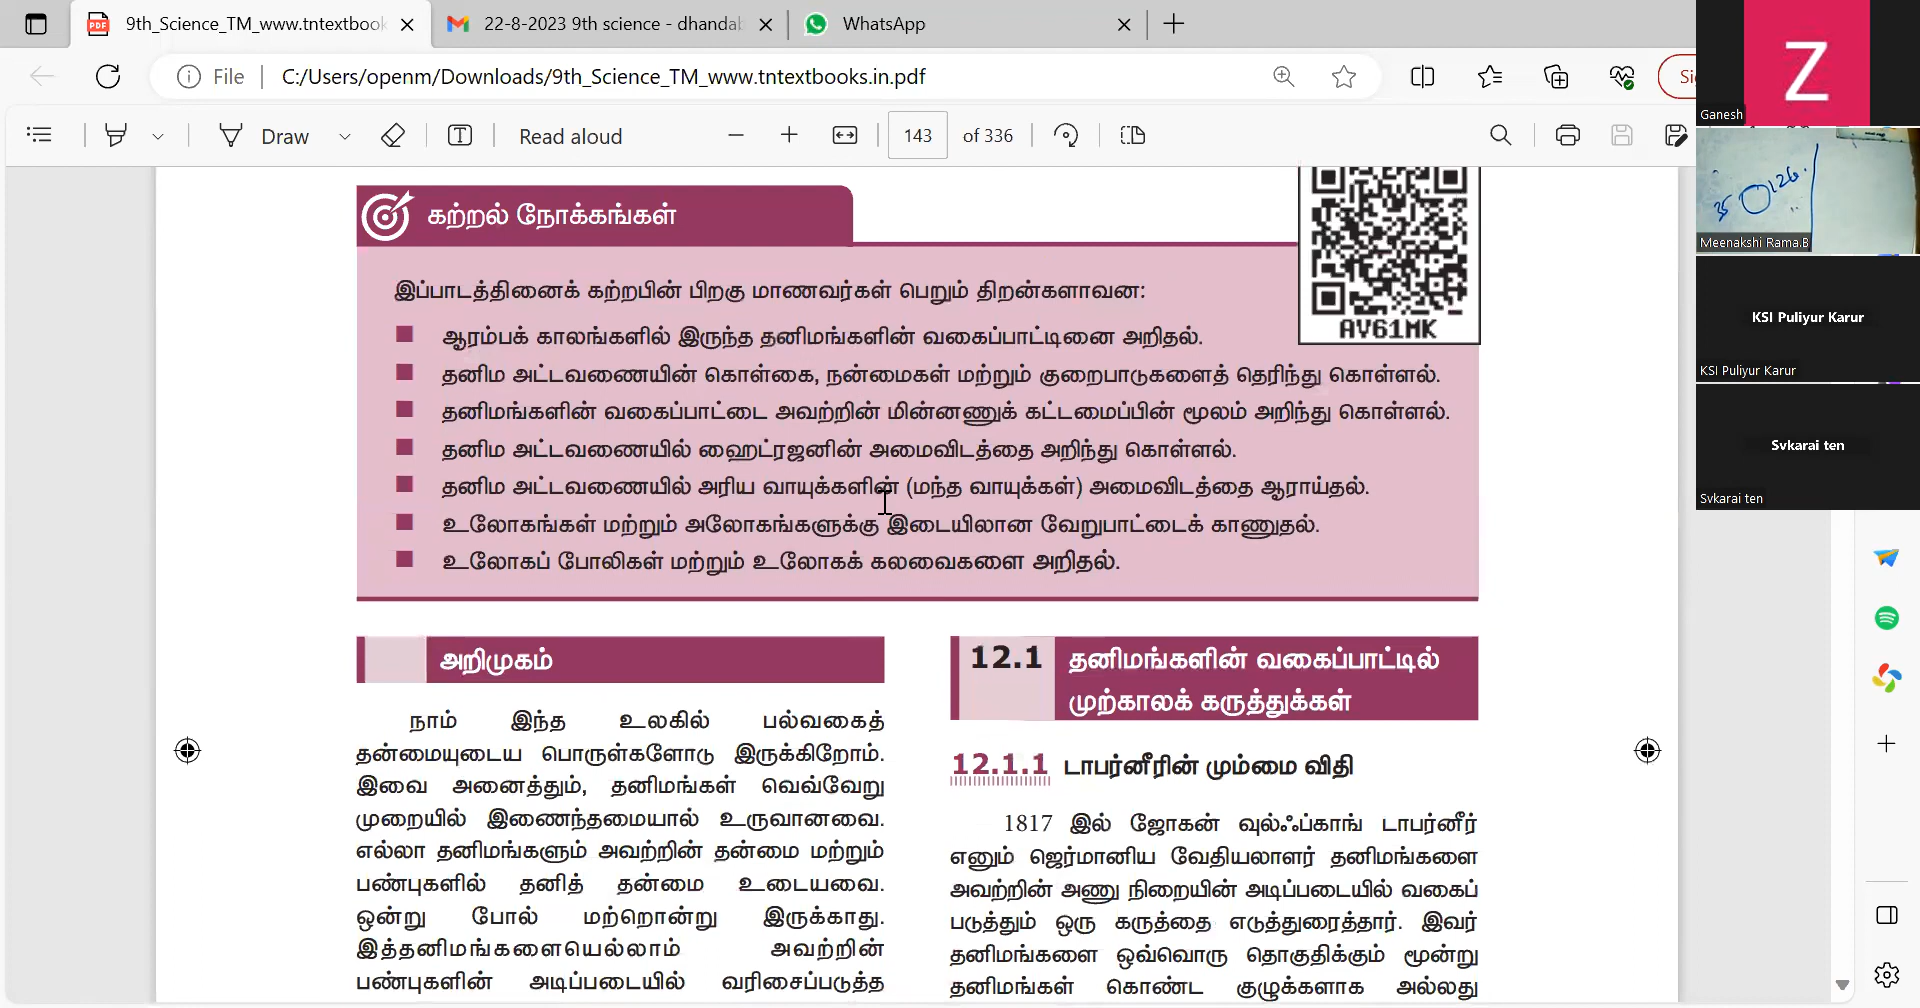 9th_Science_TM_www.tntextbook
22-8-2023 9th science - dhandab
WhatsApp
File
C:/Users/openm/Downloads/9th_Science_TM_www.tntextbooks.in.pdf
Draw
Read aloud
143
of 336
Z
Ganesh
126.
Meenakshi Rama.B
KSI Puliyur Karur
KSI Puliyur Karur
Svkarai ten
Svkarai ten
கற்றல் நோக்கங்கள்
AV61MK
இப்பாடத்தினைக் கற்றபின் பிறகு மாணவர்கள் பெறும் திறன்களாவன:
ஆரம்பக் காலங்களில் இருந்த தனிமங்களின் வகைப்பாட்டினை அறிதல்.
தனிம அட்டவணையின் கொள்கை, நன்மைகள் மற்றும் குறைபாடுகளைத் தெரிந்து கொள்ளல்.
தனிமங்களின் வகைப்பாட்டை அவற்றின் மின்னணுக் கட்டமைப்பின் மூலம் அறிந்து கொள்ளல்.
தனிம அட்டவணையில் ஹைட்ரஜனின் அமைவிடத்தை அறிந்து கொள்ளல்.
தனிம அட்டவணையில் அரிய வாயுக்களின் (மந்த வாயுக்கள்) அமைவிடத்தை ஆராய்தல்.
உலோகங்கள் மற்றும் அலோகங்களுக்கு இடையிலான வேறுபாட்டைக் காணுதல்.
உலோகப் போலிகள் மற்றும் உலோகக் கலவைகளை அறிதல்.
அறிமுகம்
நாம் இந்த உலகில் பல்வகைத்
தன்மையுடைய பொருள்களோடு இருக்கிறோம்.
இவை அனைத்தும், தனிமங்கள் வெவ்வேறு
முறையில் இணைந்தமையால் உருவானவை.
எல்லா தனிமங்களும் அவற்றின் தன்மை மற்றும்
பண்புகளில் தனித் தன்மை உடையவை.
ஒன்று போல் மற்றொன்று இருக்காது.
இத்தனிமங்களையெல்லாம் அவற்றின்
பண்புகளின் அடிப்படையில் வரிசைப்படுத்த
12.1 தனிமங்களின் வகைப்பாட்டில்
முற்காலக் கருத்துக்கள்
12.1.1 டாபர்னீரின் மும்மை விதி
1817 இல் ஜோகன் வுல்ஃப்காங் டாபர்னீர்
எனும் ஜெர்மானிய வேதியலாளர் தனிமங்களை
அவற்றின் அணு நிறையின் அடிப்படையில் வகைப்
படுத்தும் ஒரு கருத்தை எடுத்துரைத்தார். இவர்
தனிமங்களை ஒவ்வொரு தொகுதிக்கும் மூன்று
தனிமங்கள் கொண்ட குழுக்களாக அல்லது